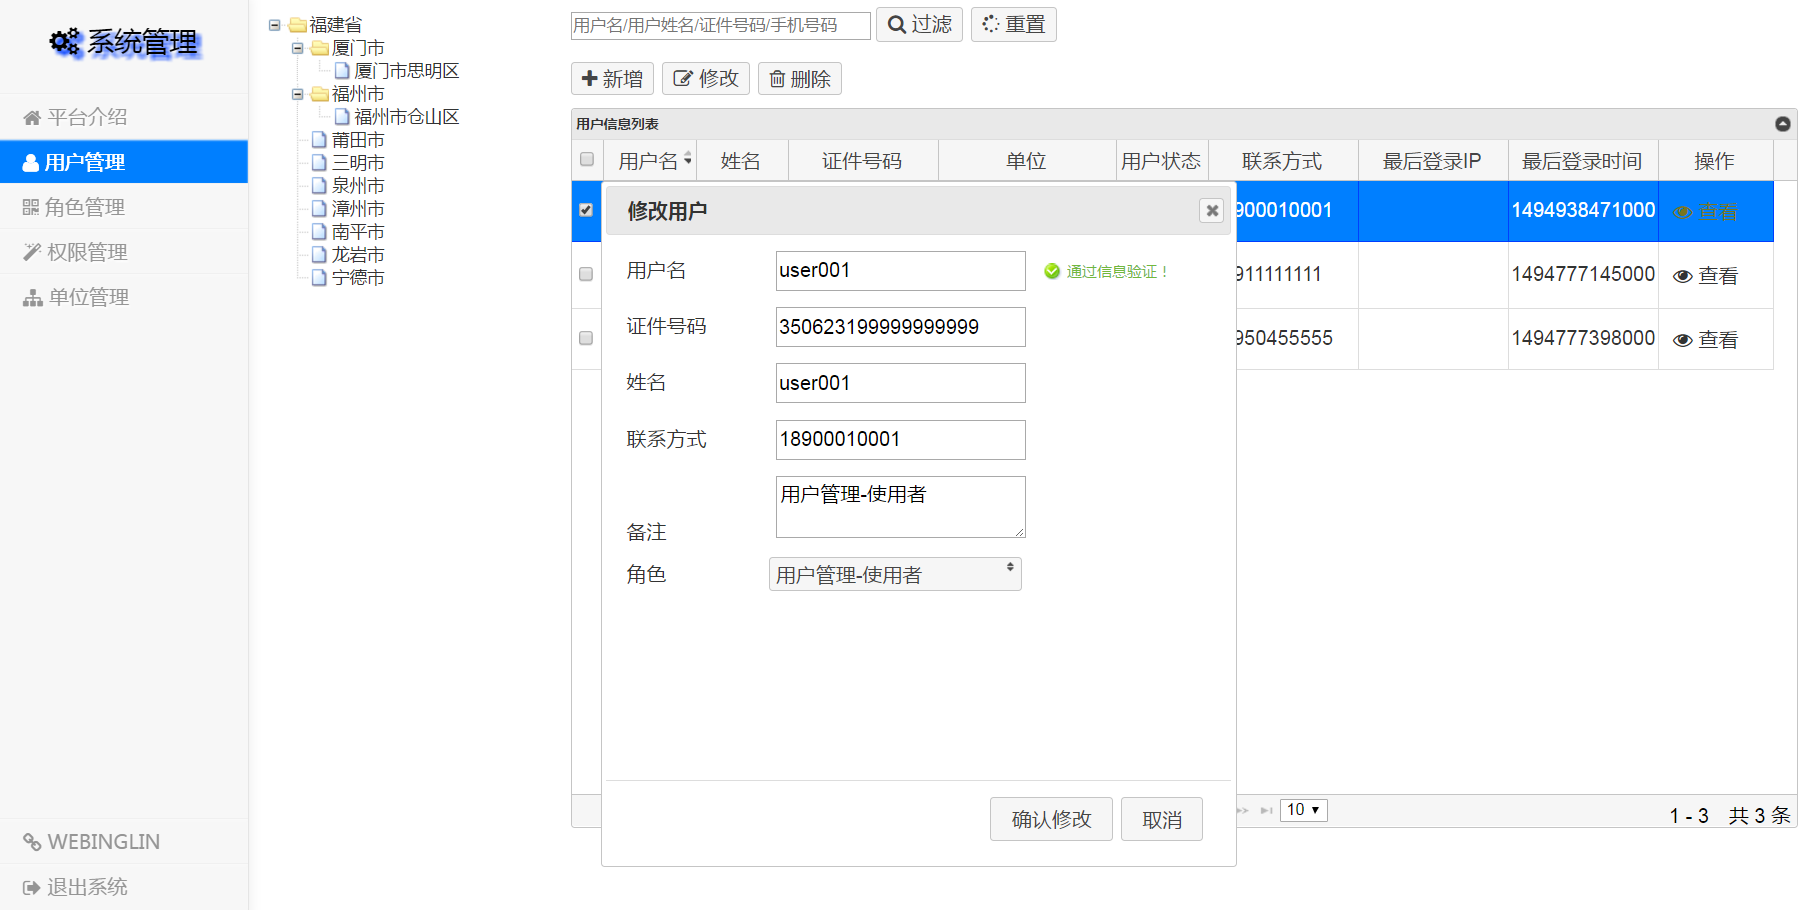 系统管理
平台介绍
用户管理
角色管理
权限管理
单位管理
WEBINGLIN
退出系统
福建省
厦门市
厦门市思明区
福州市
福州市仓山区
莆田市
三明市
泉州市
漳州市
南平市
龙岩市
宁德市
用户名/用户姓名/证件号码/手机号码 过滤 重置
新增 修改 删除
用户信息列表
用户名 姓名 证件号码 单位 用户状态 联系方式 最后登录IP 最后登录时间 操作
900010001 1494938471000 查看
911111111 1494777145000 查看
950455555 1494777398000 查看
修改用户
用户名 user001 通过信息验证！
证件号码 350623199999999999
姓名 user001
联系方式 18900010001
备注 用户管理-使用者
角色 用户管理-使用者
确认修改 取消
10 1 - 3 共 3 条